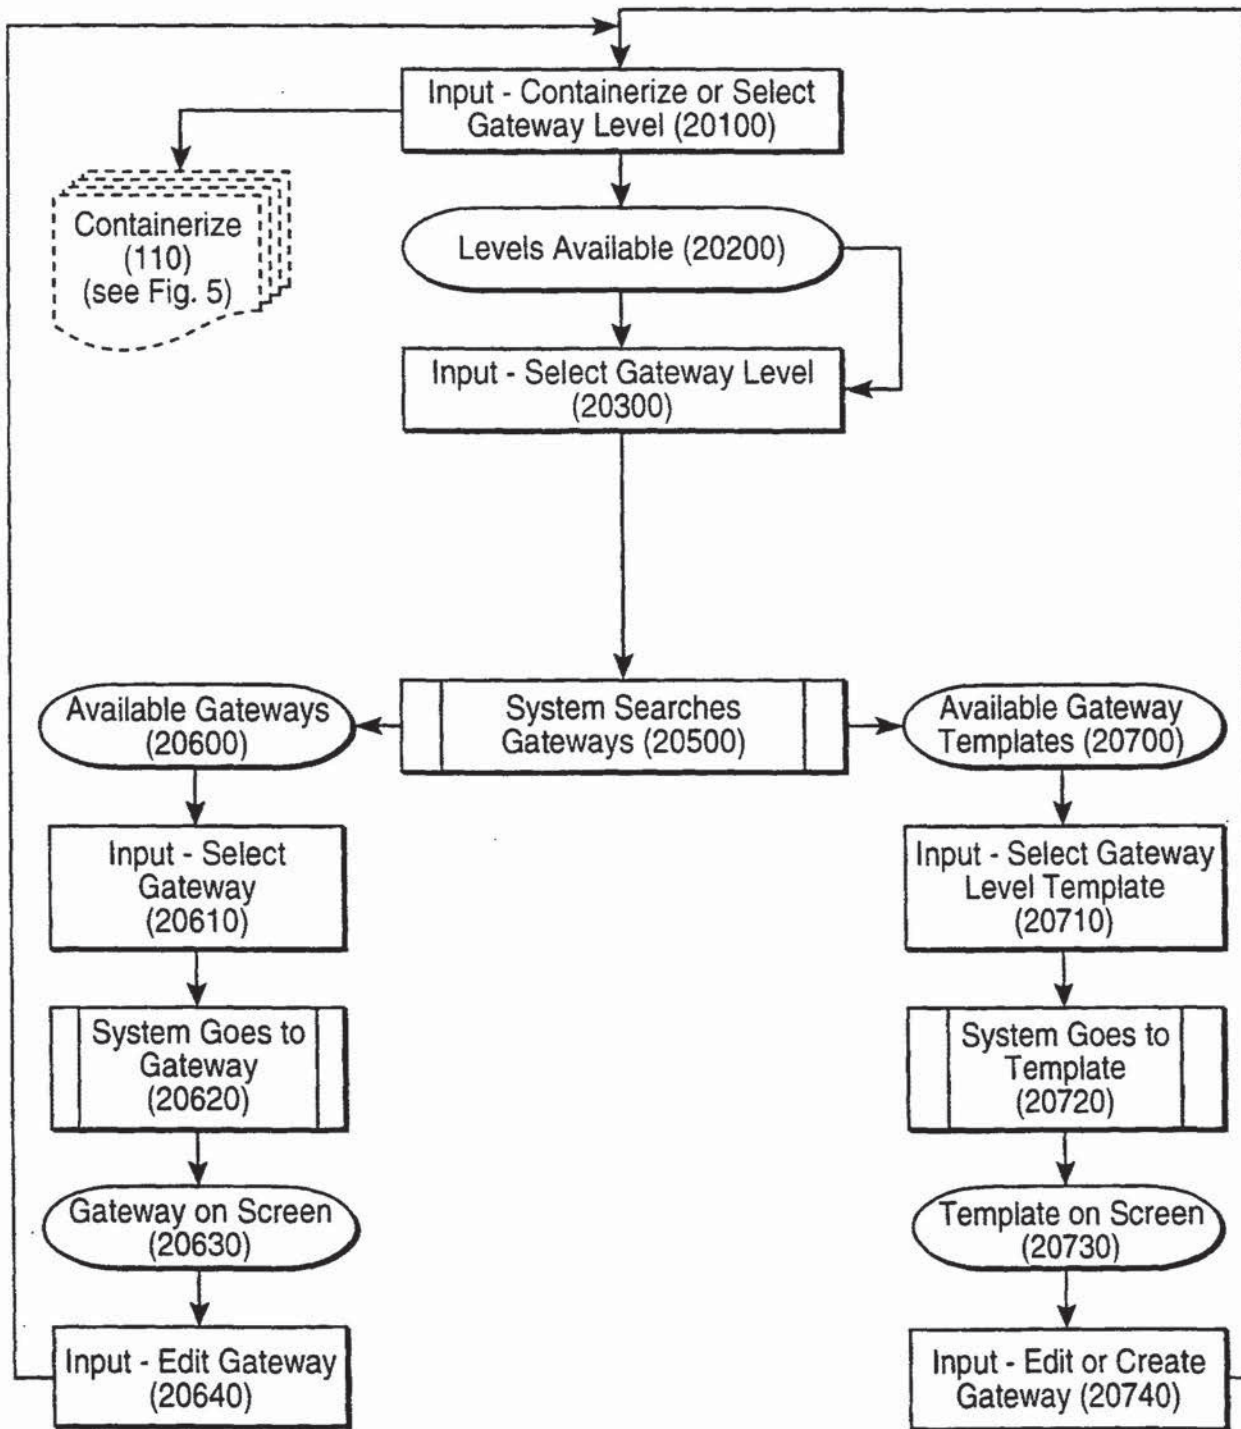 Input - Containerize or Select
Gateway Level (20100)
Containerize
(110)
(see Fig. 5)
Levels Available (20200)
Input - Select Gateway Level
(20300)
Available Gateways
(20600)
System Searches
Gateways (20500)
Available Gateway
Templates (20700)
Input - Select
Gateway
(20610)
Input - Select Gateway
Level Template
(20710)
System Goes to
Gateway
(20620)
System Goes to
Template
(20720)
Gateway on Screen
(20630)
Template on Screen
(20730)
Input - Edit Gateway
(20640)
Input - Edit or Create
Gateway (20740)